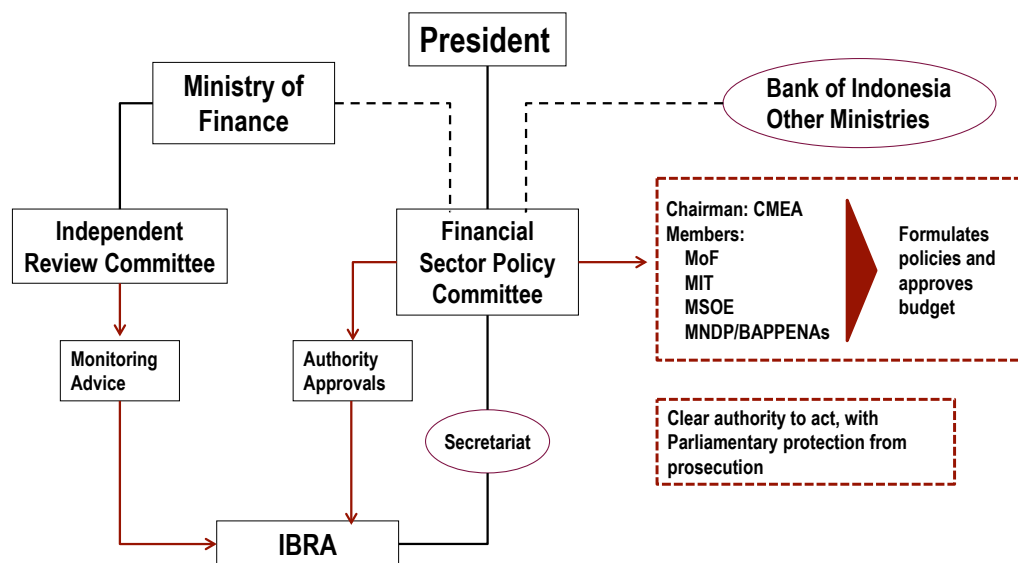 President
Ministry of
Finance
Bank of Indonesia
Other Ministries
Independent
Review Committee
Financial
Sector Policy
Committee
Chairman: CMEA
Members:
MoF
MIT
MSOE
MNDP/BAPPENAs
Formulates
policies and
approves
budget
Monitoring
Advice
Authority
Approvals
Secretariat
Clear authority to act, with
Parliamentary protection from
prosecution
IBRA